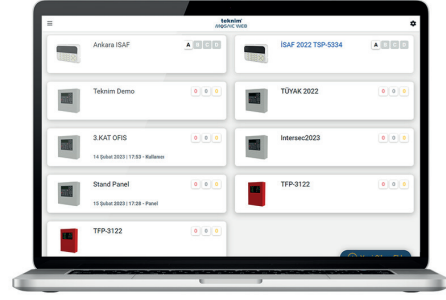 teknim
MOSAIC WEB
Ankara ISAF
A B C D
İSAF 2022 TSP-5334
A B C D
Teknim Demo
0 0 0
TÜYAK 2022
0 0 0
3.KAT OFIS
0 0 0
14 Şubat 2023 | 17:53 - Kullanıcı
Intersec2023
0 0 0
Stand Panel
0 0 0
15 Şubat 2023 | 17:28 - Panel
TFP-3122
0 0 0
TFP-3122
0 0 0